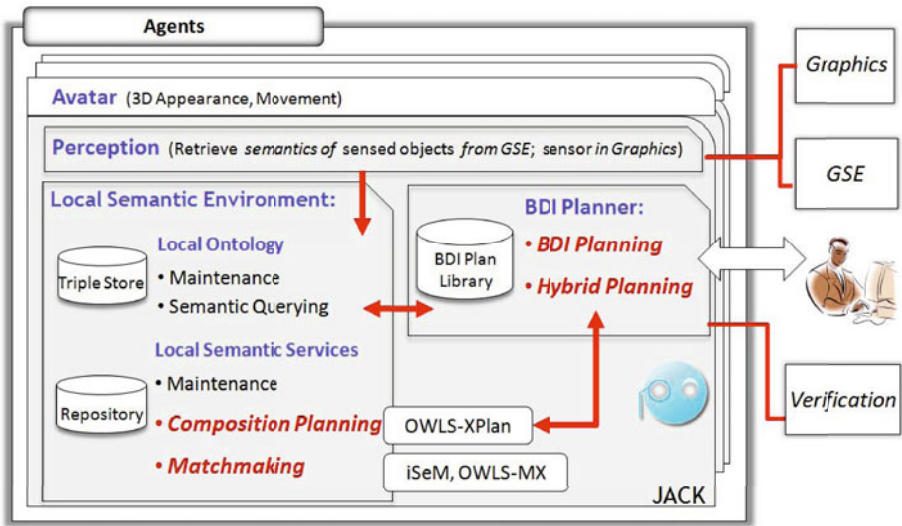 Agents
Avatar (3D Appearance, Movement)
Perception (Retrieve semantics of sensed objects from GSE; sensor in Graphics)
Local Semantic Environment:
Triple Store
Local Ontology
• Maintenance
• Semantic Querying
Local Semantic Services
Repository
• Maintenance
• Composition Planning
• Matchmaking
BDI Planner:
BDI Plan
Library
• BDI Planning
• Hybrid Planning
OWLS-XPlan
iSeM, OWLS-MX
JACK
Graphics
GSE
Verification